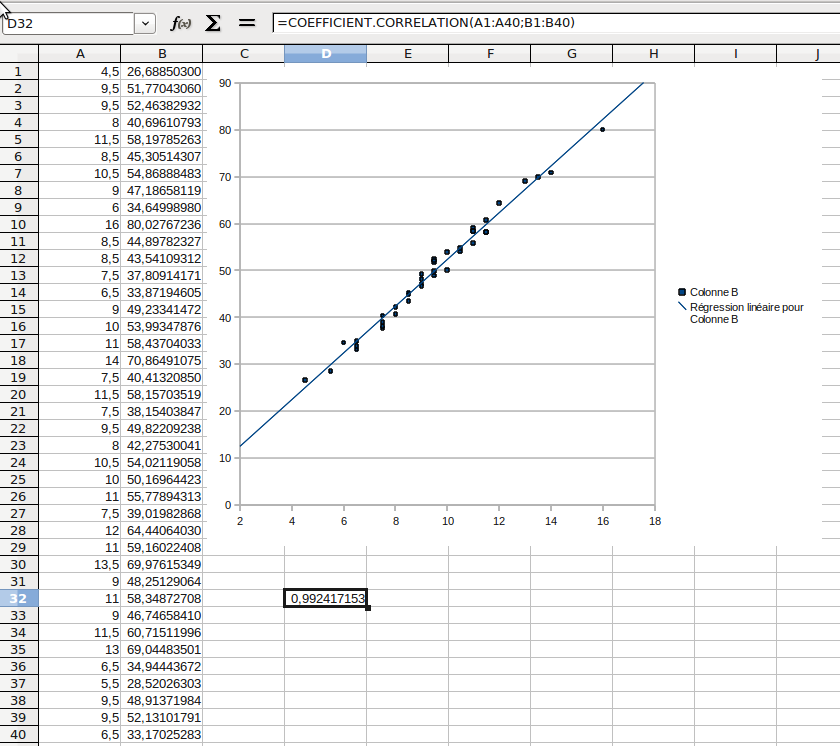 D32 f(x) Σ = =COEFFICIENT.CORRELATION(A1:A40;B1:B40)
A B C D E F G H I J
1 4,5 26,68850300
2 9,5 51,77043060
3 9,5 52,46382932
4 8 40,69610793
5 11,5 58,19785263
6 8,5 45,30514307
7 10,5 54,86888483
8 9 47,18658119
9 6 34,64998980
10 16 80,02767236
11 8,5 44,89782327
12 8,5 43,54109312
13 7,5 37,80914171
14 6,5 33,87194605
15 9 49,23341472
16 10 53,99347876
17 11 58,43704033
18 14 70,86491075
19 7,5 40,41320850
20 11,5 58,15703519
21 7,5 38,15403847
22 9,5 49,82209238
23 8 42,27530041
24 10,5 54,02119058
25 10 50,16964423
26 11 55,77894313
27 7,5 39,01982868
28 12 64,44064030
29 11 59,16022408
30 13,5 69,97615349
31 9 48,25129064
32 11 58,34872708 0,992417153
33 9 46,74658410
34 11,5 60,71511996
35 13 69,04483501
36 6,5 34,94443672
37 5,5 28,52026303
38 9,5 48,91371984
39 9,5 52,13101791
40 6,5 33,17025283
90
80
70
60
50
40
30
20
10
0
2 4 6 8 10 12 14 16 18
Colonne B
Régression linéaire pour
Colonne B